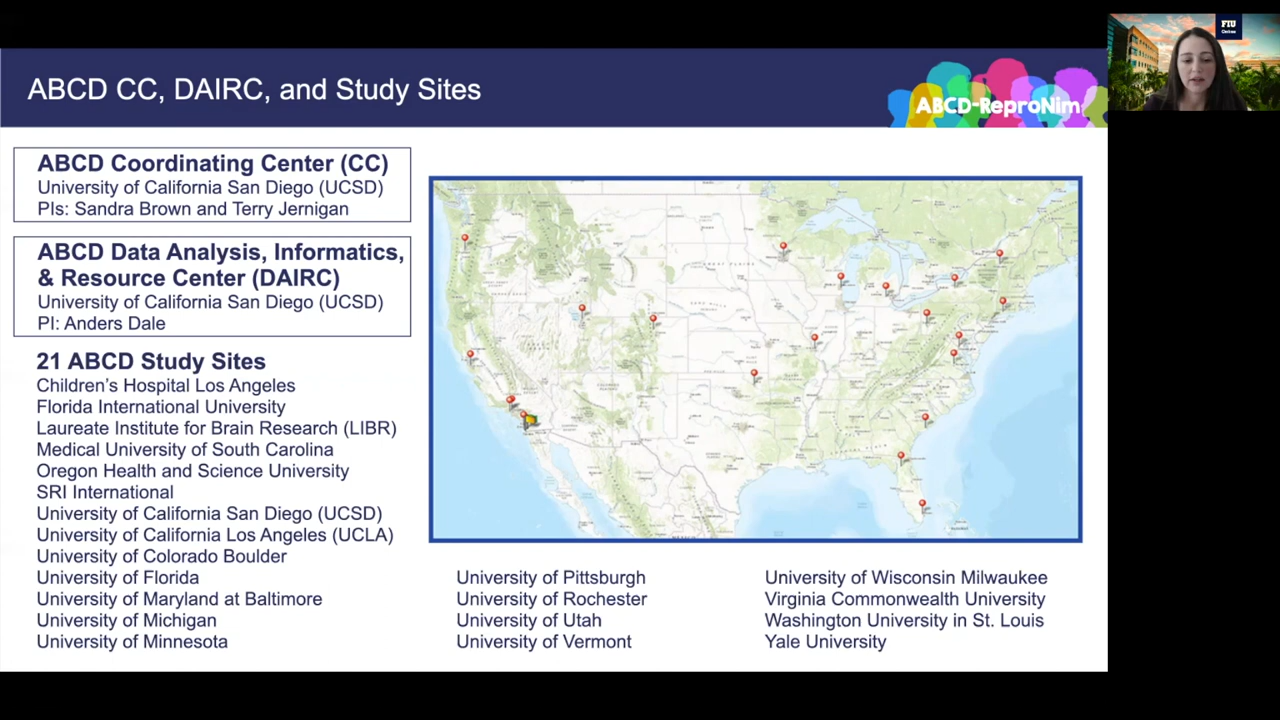 FIU
Online
ABCD CC, DAIRC, and Study Sites
ABCD-ReproNim
ABCD Coordinating Center (CC)
University of California San Diego (UCSD)
PIs: Sandra Brown and Terry Jernigan
ABCD Data Analysis, Informatics,
& Resource Center (DAIRC)
University of California San Diego (UCSD)
PI: Anders Dale
21 ABCD Study Sites
Children's Hospital Los Angeles
Florida International University
Laureate Institute for Brain Research (LIBR)
Medical University of South Carolina
Oregon Health and Science University
SRI International
University of California San Diego (UCSD)
University of California Los Angeles (UCLA)
University of Colorado Boulder
University of Florida
University of Maryland at Baltimore
University of Michigan
University of Minnesota
University of Pittsburgh
University of Rochester
University of Utah
University of Vermont
University of Wisconsin Milwaukee
Virginia Commonwealth University
Washington University in St. Louis
Yale University